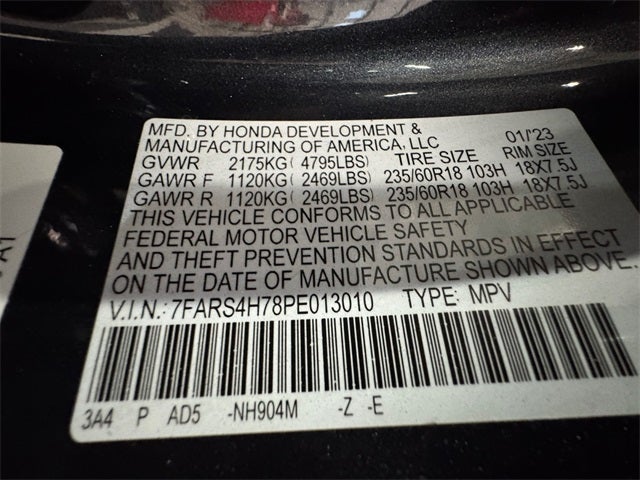 MFD. BY HONDA DEVELOPMENT &
MANUFACTURING OF AMERICA, LLC 01/'23
GVWR 2175KG( 4795LBS) TIRE SIZE RIM SIZE
GAWR F 1120KG( 2469LBS) 235/60R18 103H 18X7.5J
GAWR R 1120KG( 2469LBS) 235/60R18 103H 18X7.5J
THIS VEHICLE CONFORMS TO ALL APPLICABLE
FEDERAL MOTOR VEHICLE SAFETY
AND THEFT PREVENTION STANDARDS IN EFFECT
ON THE DATE OF MANUFACTURE SHOWN ABOVE.
V.I.N.: 7FARS4H78PE013010 TYPE: MPV
3A4 P AD5 -NH904M -Z -E